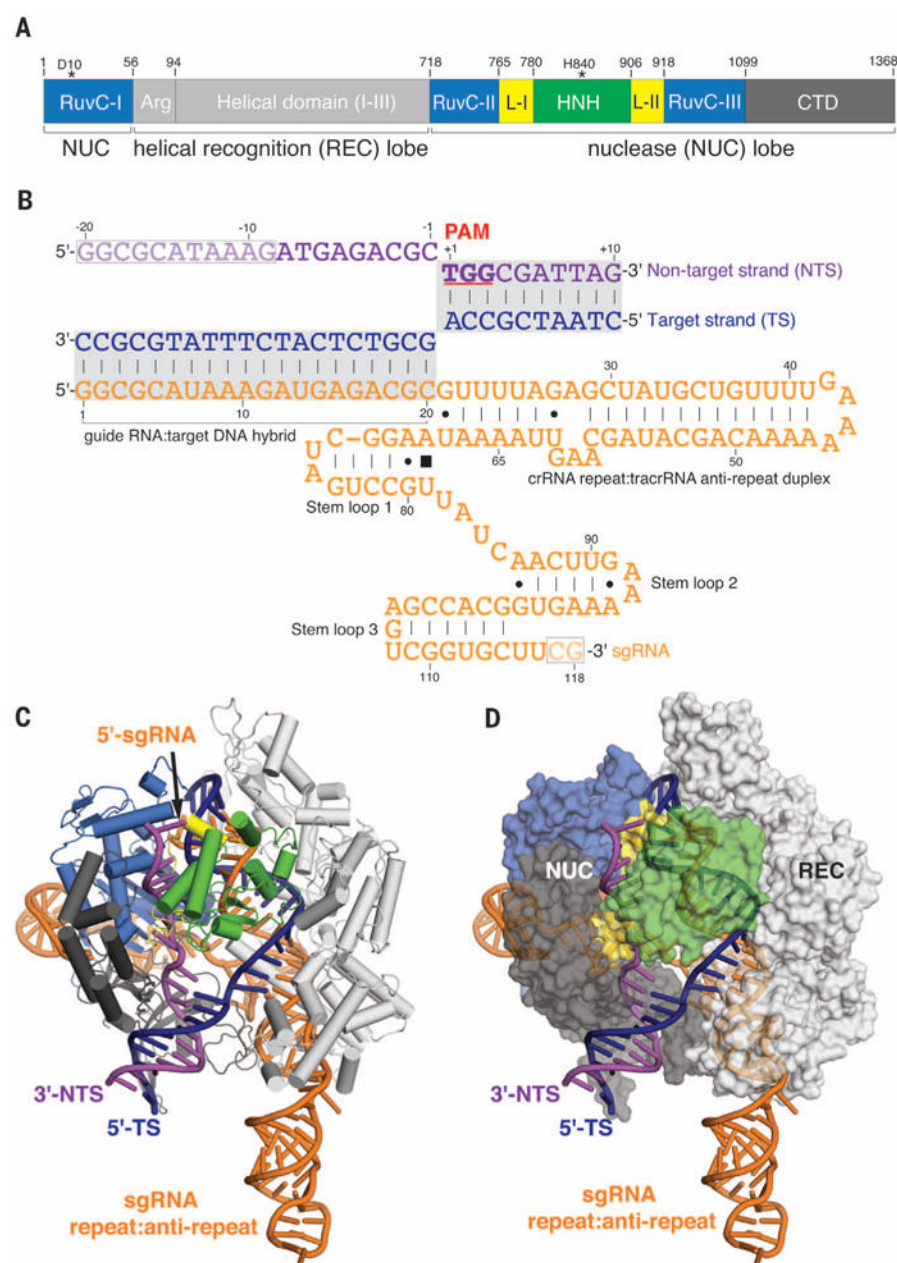 A
1 D10 56 94 718 765 780 H840 906 918 1099 1368
* *
RuvC-I Arg Helical domain (I-III) RuvC-II L-I HNH L-II RuvC-III CTD
NUC helical recognition (REC) lobe nuclease (NUC) lobe
B
-20 -10 -1 PAM
5'-GGCGCATAAAGATGAGACGC
+1 +10
TGGCGATTAG-3' Non-target strand (NTS)
ACCGCTAATC-5' Target strand (TS)
3'-CCGCGTATTTCTACTCTGCG
30 40
5'-GGCGCAUAAAGAUGAGACGCGUUUUAGAGCUAUGCUGUUUUG
A
A
A
1 10 20
guide RNA:target DNA hybrid
C–GGAAUAAAAUU CGAUACGACAAAA
GAA
65 50
crRNA repeat:tracrRNA anti-repeat duplex
U
A
GUCCGU
Stem loop 1 80
U
A
U
C
90
AACUUG
A
A
Stem loop 2
AGCCACGGUGAAA
G
Stem loop 3
UCGGUGCUUCG-3' sgRNA
110 118
C
5'-sgRNA
3'-NTS
5'-TS
sgRNA
repeat:anti-repeat
D
NUC REC
3'-NTS
5'-TS
sgRNA
repeat:anti-repeat